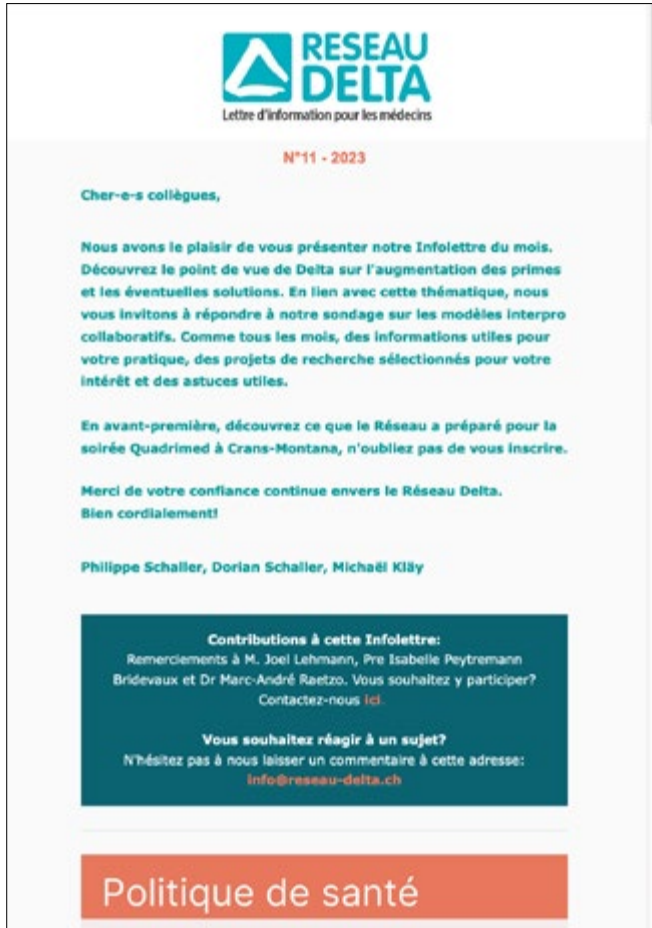 RESEAU
DELTA
Lettre d'information pour les médecins
N°11 - 2023
Cher-e-s collègues,
Nous avons le plaisir de vous présenter notre Infolettre du mois.
Découvrez le point de vue de Delta sur l'augmentation des primes
et les éventuelles solutions. En lien avec cette thématique, nous
vous invitons à répondre à notre sondage sur les modèles interpro
collaboratifs. Comme tous les mois, des informations utiles pour
votre pratique, des projets de recherche sélectionnés pour votre
intérêt et des astuces utiles.
En avant-première, découvrez ce que le Réseau a préparé pour la
soirée Quadrimed à Crans-Montana, n'oubliez pas de vous inscrire.
Merci de votre confiance continue envers le Réseau Delta.
Bien cordialement!
Philippe Schaller, Dorian Schaller, Michaël Kläy
Contributions à cette Infolettre:
Remerciements à M. Joel Lehmann, Pre Isabelle Peytremann
Bridevaux et Dr Marc-André Raetzo. Vous souhaitez y participer?
Contactez-nous ici.
Vous souhaitez réagir à un sujet?
N'hésitez pas à nous laisser un commentaire à cette adresse:
info@reseau-delta.ch
Politique de santé